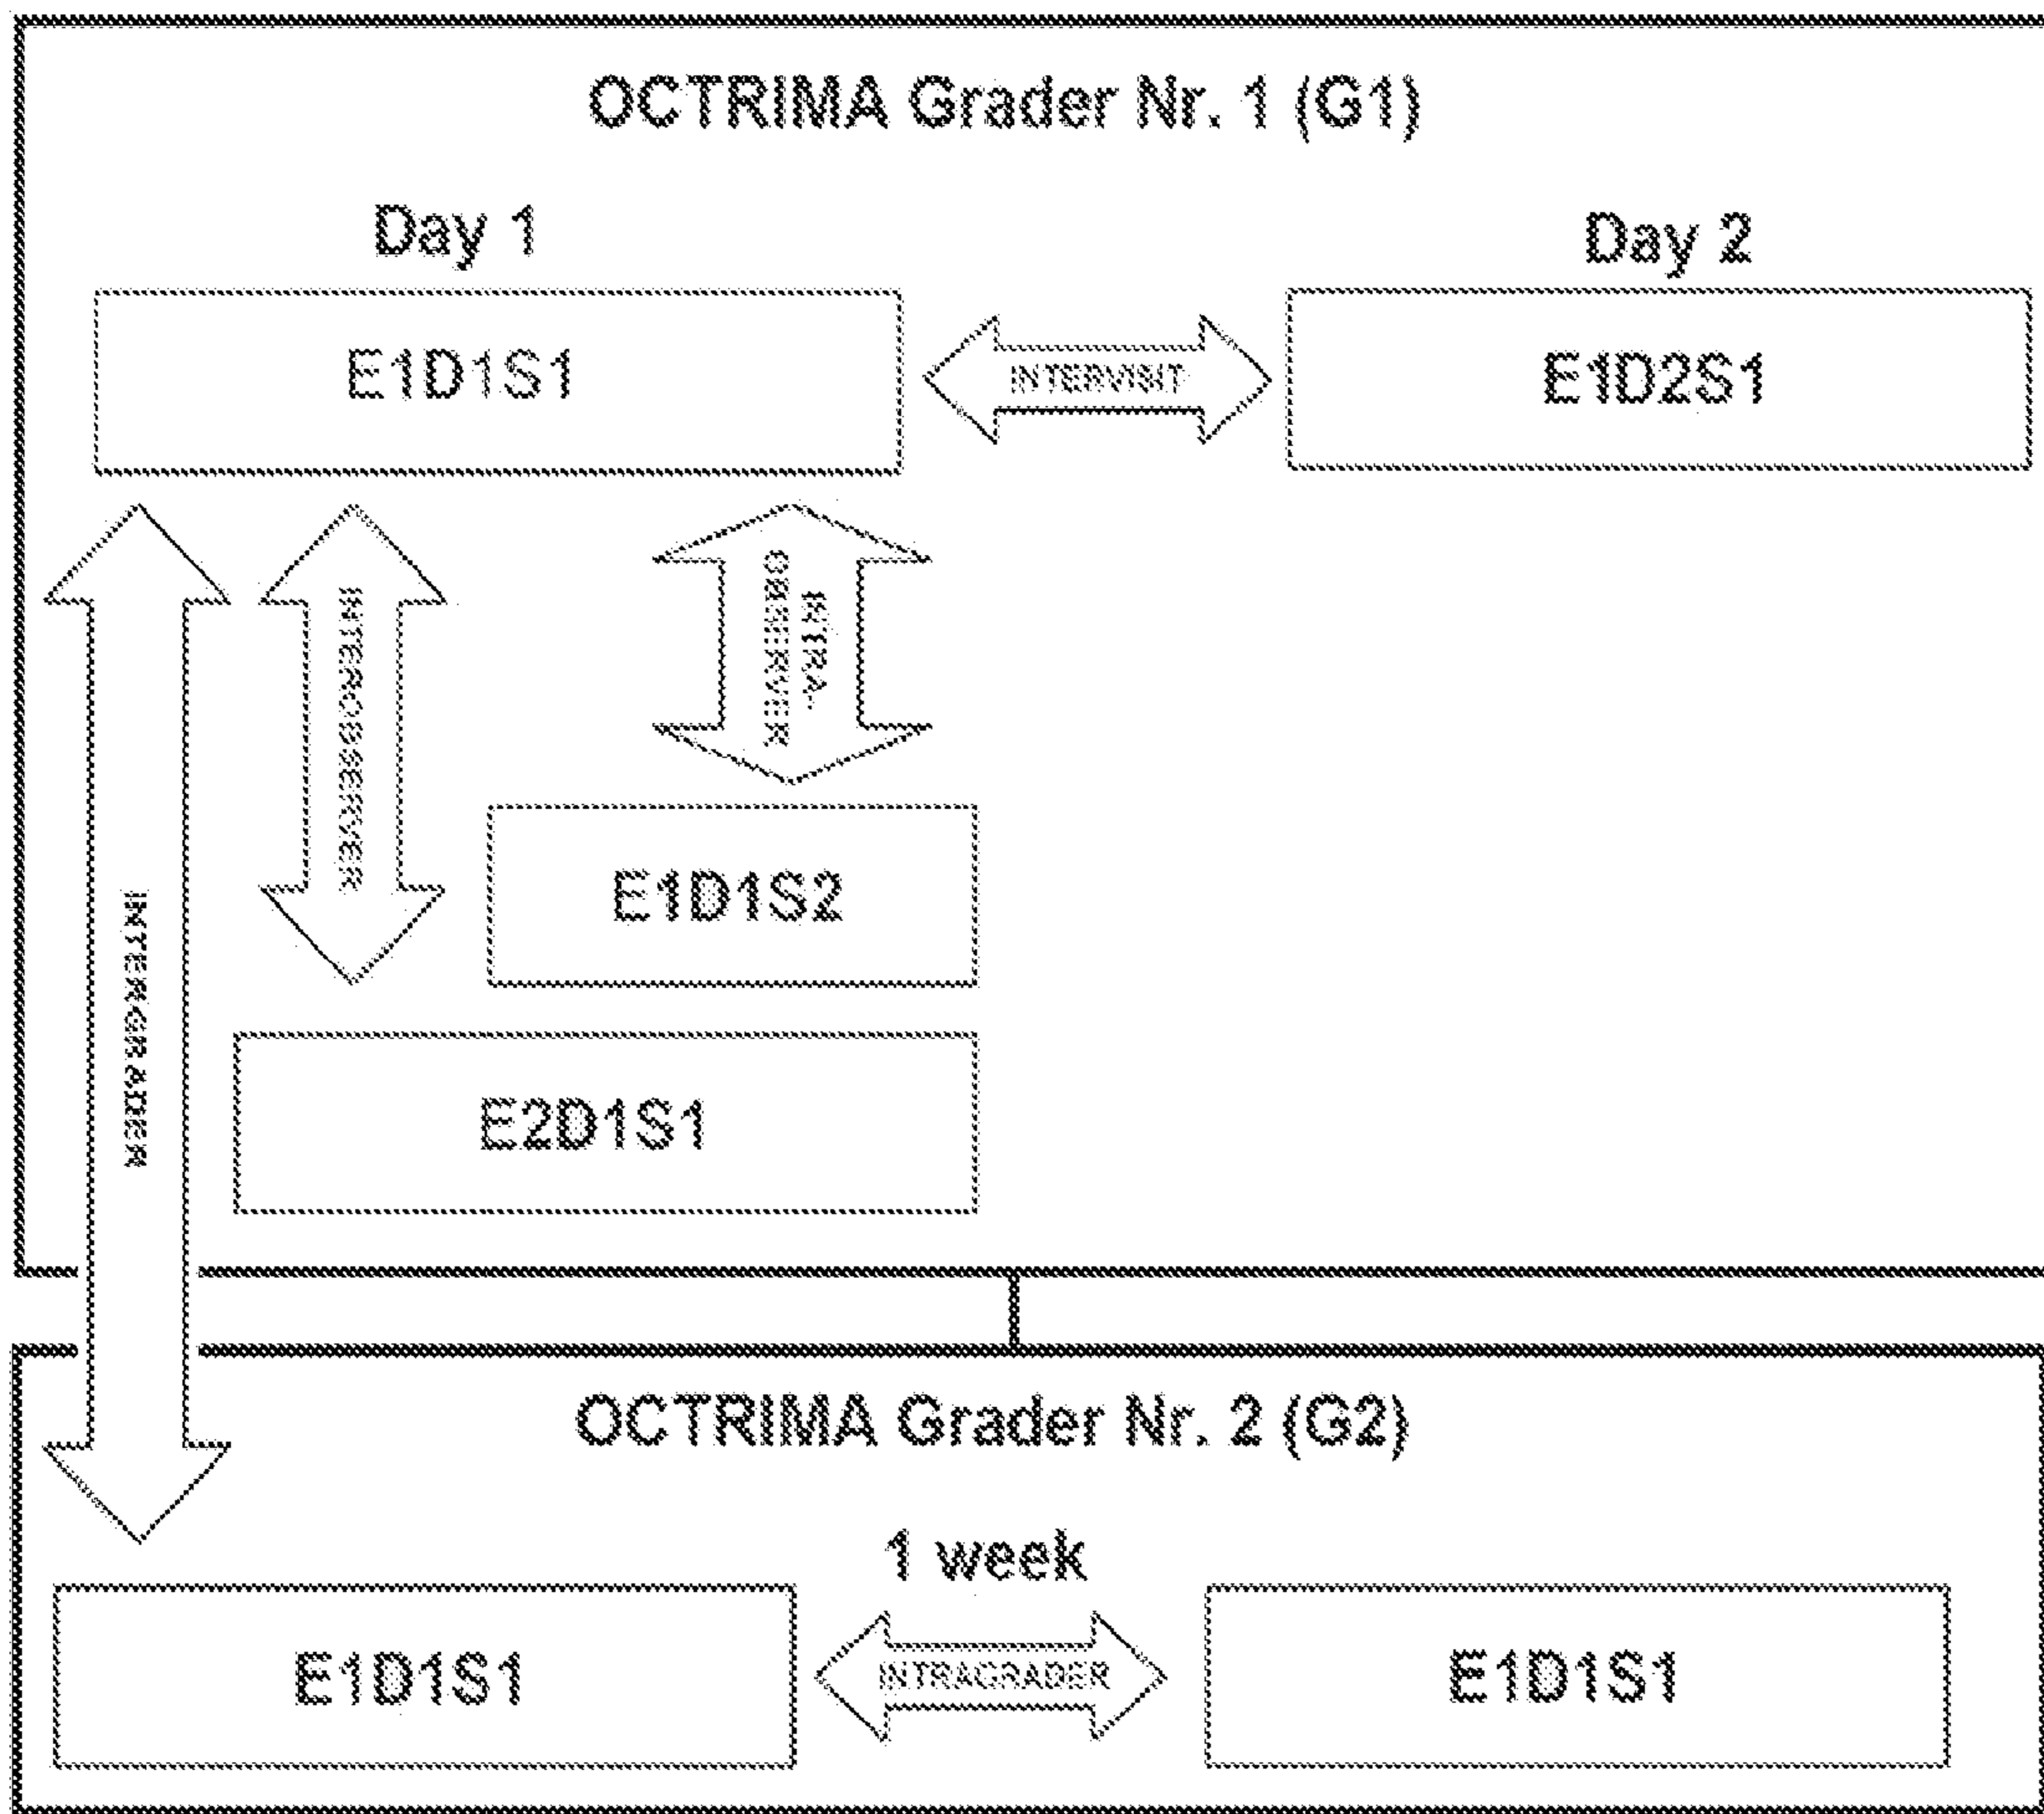 OCTRIMA Grader Nr. 1 (G1)
Day 1
Day 2
E1D1S1
INTERVISIT
E1D2S1
INTERGRADER
INTEROBSERVER
INTRA-
OBSERVER
E1D1S2
E2D1S1
OCTRIMA Grader Nr. 2 (G2)
1 week
E1D1S1
INTRAGRADER
E1D1S1